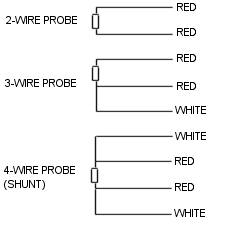 RED
2-WIRE PROBE
RED
RED
3-WIRE PROBE
RED
WHITE
WHITE
RED
4-WIRE PROBE
(SHUNT)
RED
WHITE